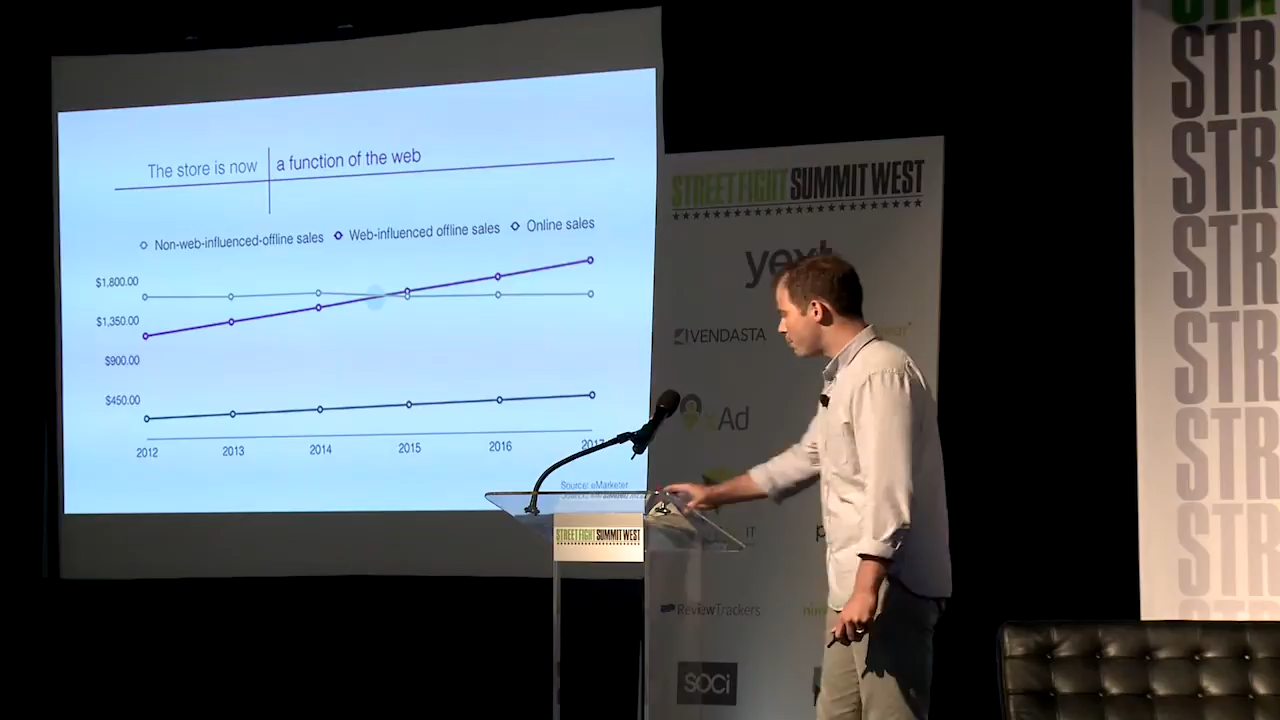 The store is now a function of the web
Non-web-influenced-offline sales Web-influenced offline sales Online sales
$1,800.00
$1,350.00
$900.00
$450.00
2012 2013 2014 2015 2016 2017
Source: eMarketer
STREET FIGHT SUMMIT WEST
yext
VENDASTA
Ad
IT
ReviewTrackers
SOCi
STREET FIGHT SUMMIT WEST
STR
STR
STR
STR
STR
STR
STR